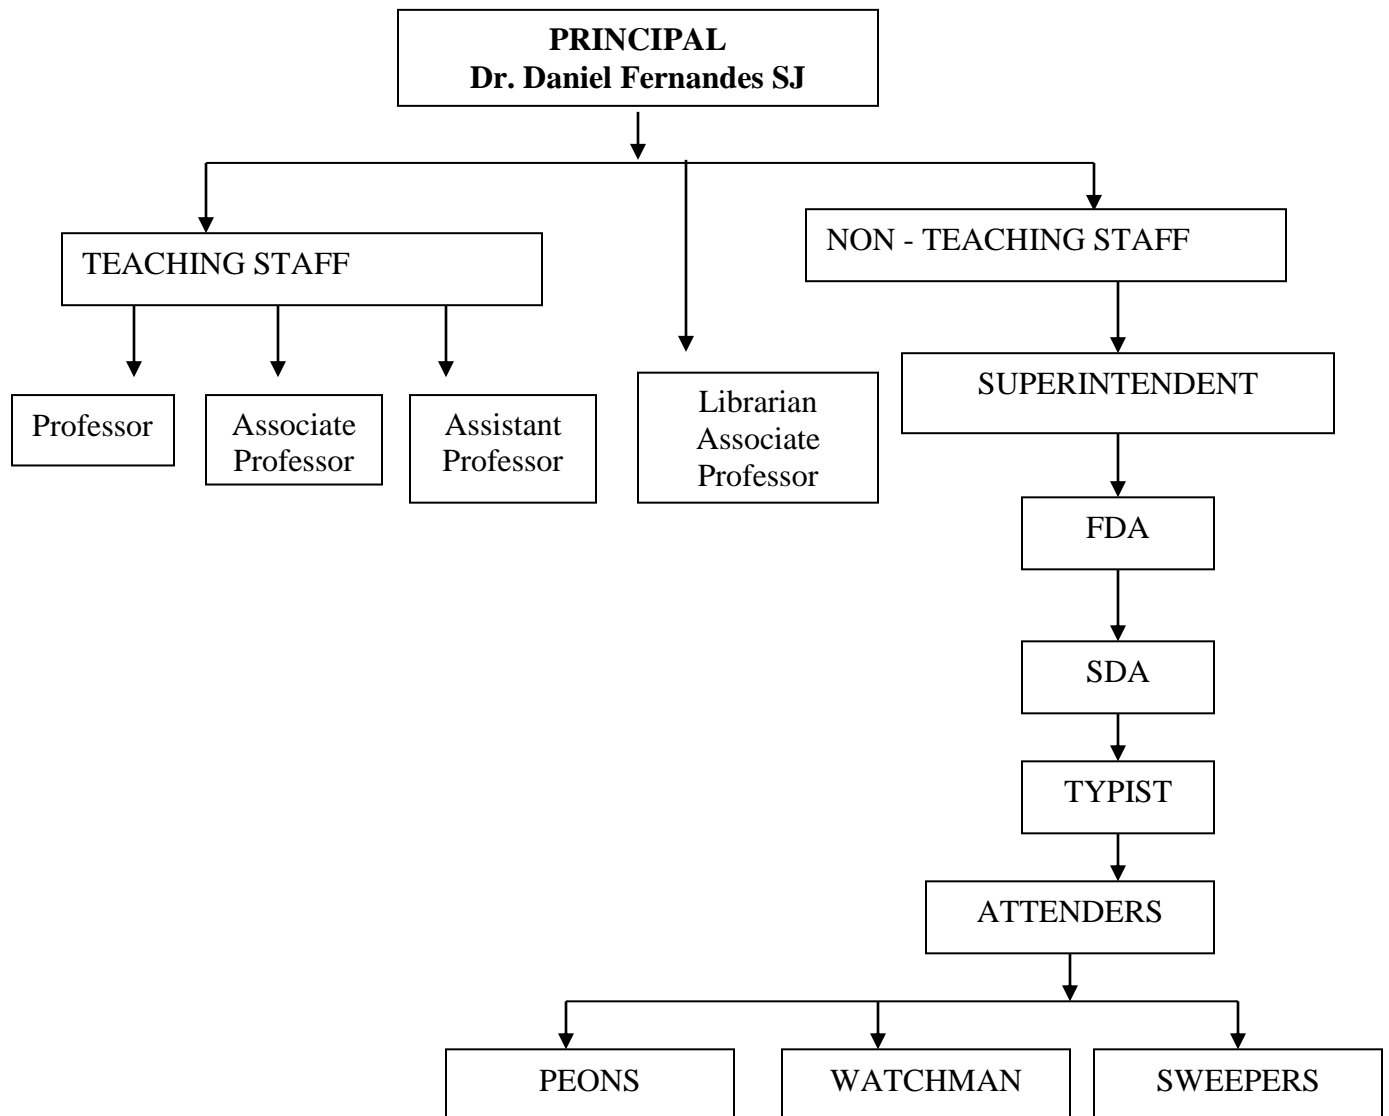 PRINCIPAL
Dr. Daniel Fernandes SJ
TEACHING STAFF
NON - TEACHING STAFF
Professor
Associate
Professor
Assistant
Professor
Librarian
Associate
Professor
SUPERINTENDENT
FDA
SDA
TYPIST
ATTENDERS
PEONS
WATCHMAN
SWEEPERS